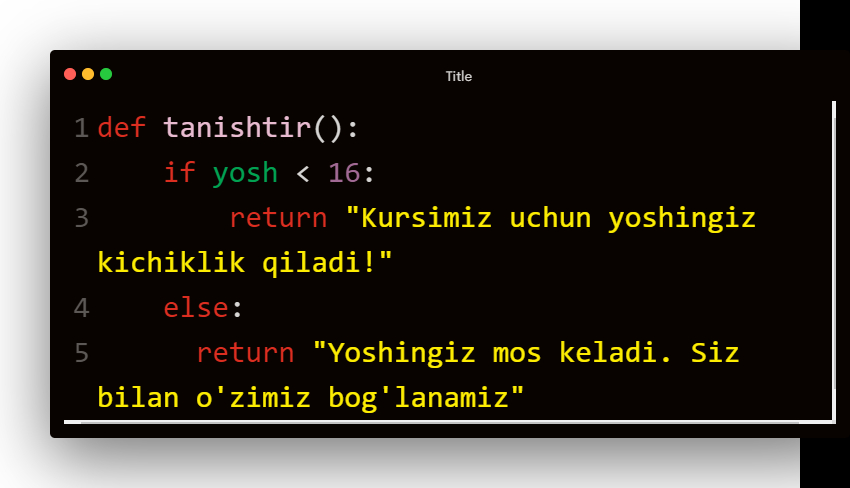 Title
1 def tanishtir():
2     if yosh < 16:
3         return "Kursimiz uchun yoshingiz
kichiklik qiladi!"
4     else:
5       return "Yoshingiz mos keladi. Siz
bilan o'zimiz bog'lanamiz"